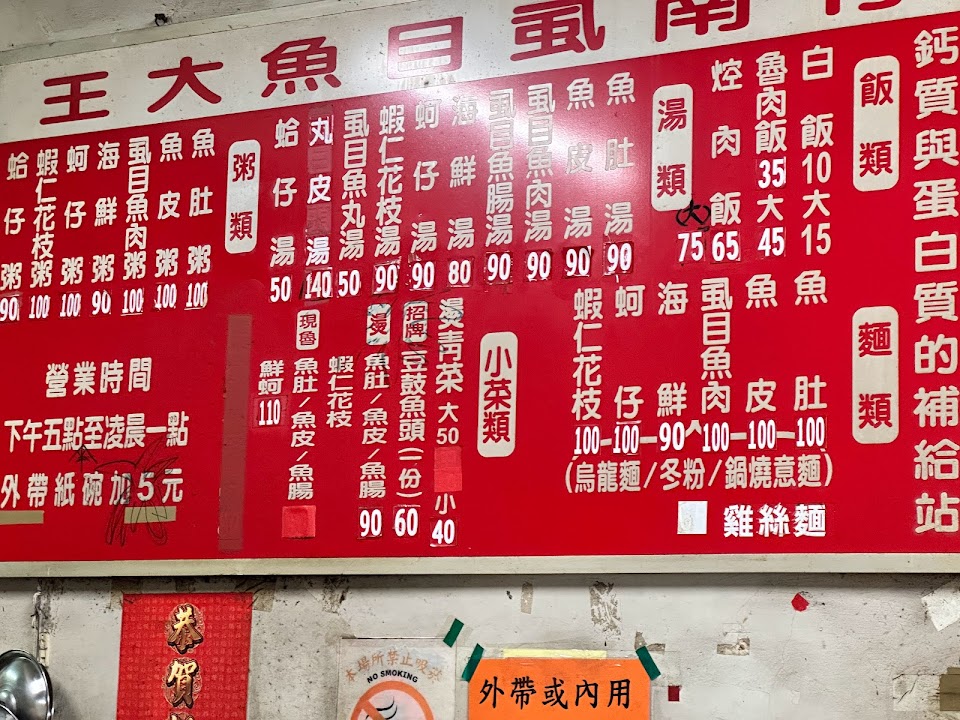 南虱目魚大王
鈣質與蛋白質的補給站
飯類
白飯10大15
魯肉飯35大45
焢肉飯65
大75
麵類
魚肚100
魚皮100
虱目魚肉100
海鮮90
蚵仔100
蝦仁花枝100
(烏龍麵/冬粉/鍋燒意麵)
雞絲麵
湯類
魚肚湯90
魚皮湯90
虱目魚肉湯90
虱目魚腸湯90
海鮮湯80
蚵仔湯90
蝦仁花枝湯90
虱目魚丸湯50
丸皮湯140
蛤仔湯50
小菜類
燙青菜大50小40
招牌豆鼓魚頭(一份)60
燙魚肚/魚皮/魚腸90
蝦仁花枝
現魯魚肚/魚皮/魚腸
鮮蚵110
粥類
魚肚粥100
魚皮粥100
虱目魚肉粥100
海鮮粥90
蚵仔粥100
蝦仁花枝粥100
蛤仔粥90
營業時間
下午五點至凌晨一點
外帶紙碗加5元
恭賀
本場所禁止吸菸
NO SMOKING
外帶或內用